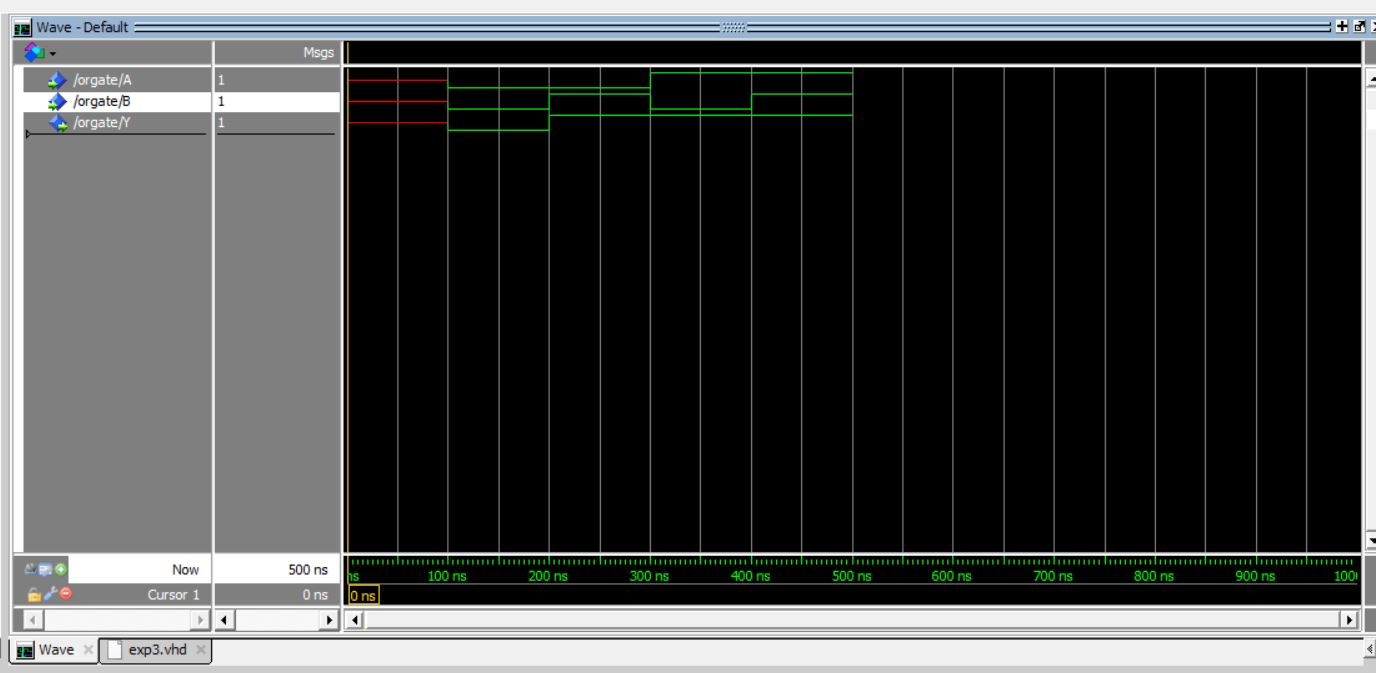 Wave - Default
Msgs
/orgate/A 1
/orgate/B 1
/orgate/Y 1
Now 500 ns
ns 100 ns 200 ns 300 ns 400 ns 500 ns 600 ns 700 ns 800 ns 900 ns 100
Cursor 1 0 ns 0 ns
Wave exp3.vhd